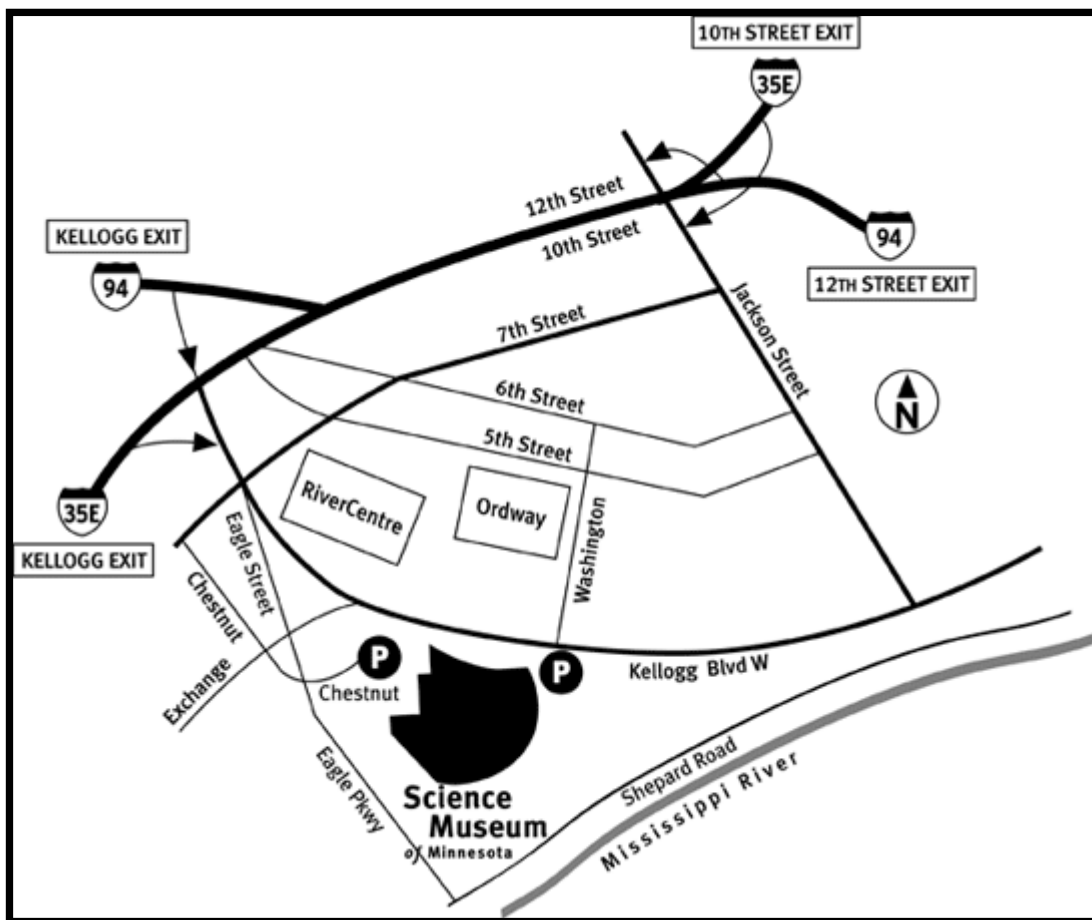 10TH STREET EXIT
35E
12th Street
10th Street
KELLOGG EXIT
94
94
12TH STREET EXIT
7th Street
Jackson Street
6th Street
N
5th Street
RiverCentre
Ordway
35E
KELLOGG EXIT
Eagle Street
Washington
Chestnut
Exchange
P
P
Chestnut
Kellogg Blvd W
Eagle Pkwy
Shepard Road
Mississippi River
Science
Museum
of Minnesota